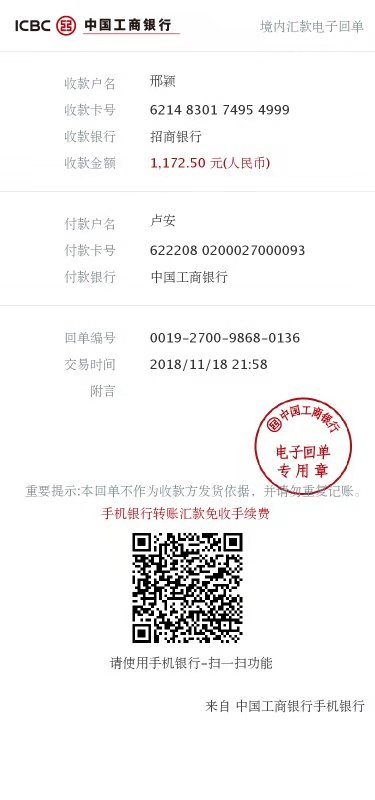 ICBC 中国工商银行 境内汇款电子回单
收款户名 邢颖
收款卡号 6214 8301 7495 4999
收款银行 招商银行
收款金额 1,172.50 元(人民币)
付款户名 卢安
付款卡号 622208 0200027000093
付款银行 中国工商银行
回单编号 0019-2700-9868-0136
交易时间 2018/11/18 21:58
附言
中国工商银行
电子回单
专用章
重要提示:本回单不作为收款方发货依据，并请勿重复记账。
手机银行转账汇款免收手续费
请使用手机银行-扫一扫功能
来自 中国工商银行手机银行